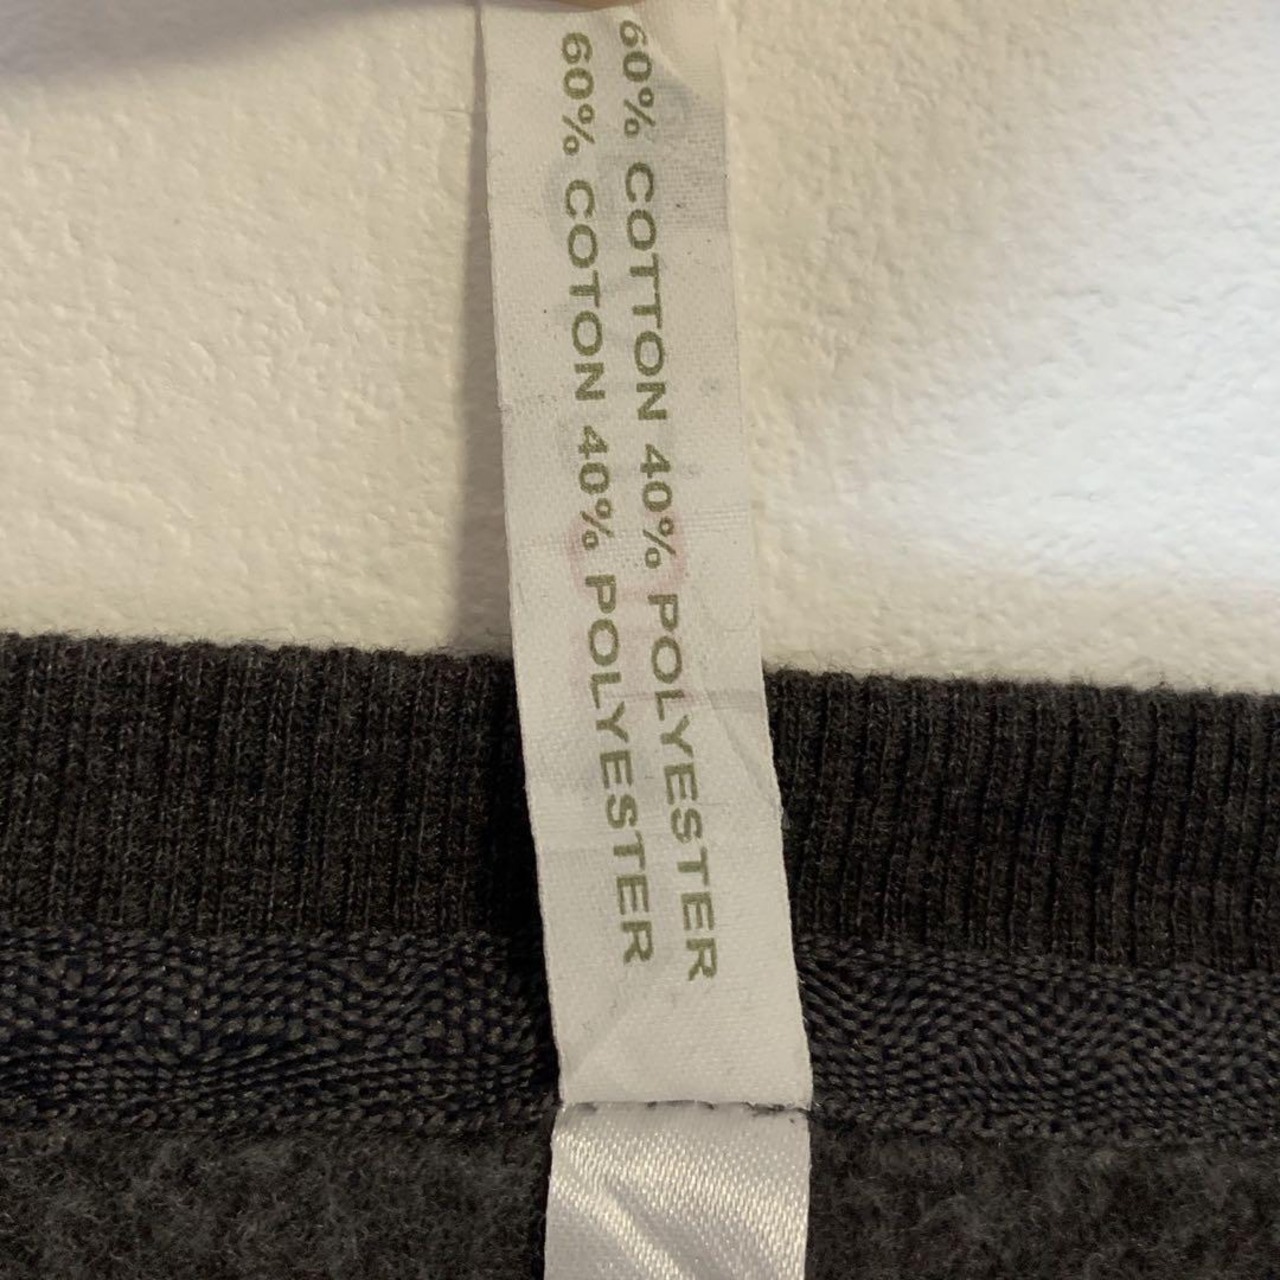 60% COTTON 40% POLYESTER
60% COTON 40% POLYESTER